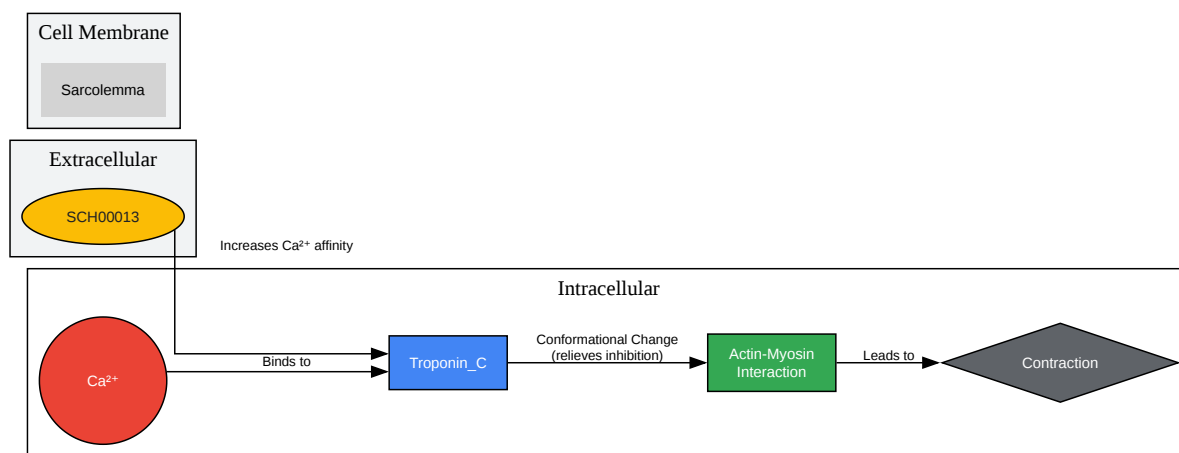 Cell Membrane
Sarcolemma
Extracellular
SCH00013
Increases Ca²⁺ affinity
Intracellular
Ca²⁺
Binds to
Troponin_C
Conformational Change
(relieves inhibition)
Actin-Myosin
Interaction
Leads to
Contraction